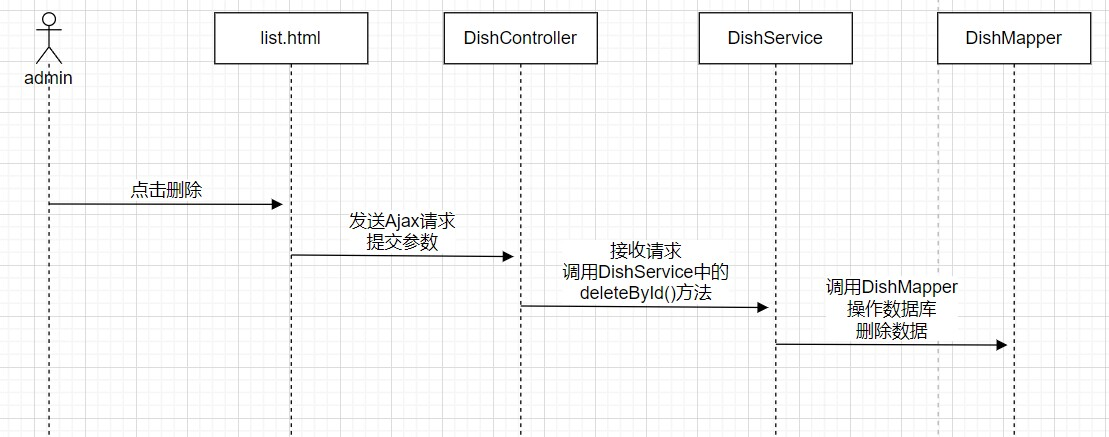 admin
list.html
DishController
DishService
DishMapper
点击删除
发送Ajax请求
提交参数
接收请求
调用DishService中的
deleteById()方法
调用DishMapper
操作数据库
删除数据